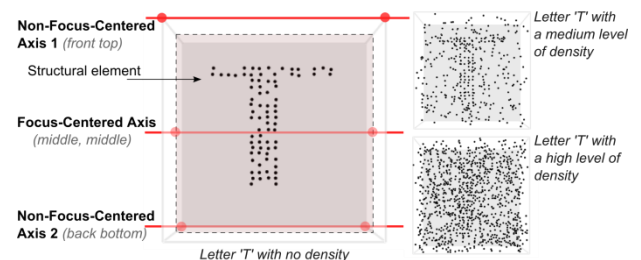 Non-Focus-Centered
Axis 1 (front top)
Structural element
Focus-Centered Axis
(middle, middle)
Non-Focus-Centered
Axis 2 (back bottom)
Letter 'T' with no density
Letter 'T' with
a medium level
of density
Letter 'T' with
a high level of
density